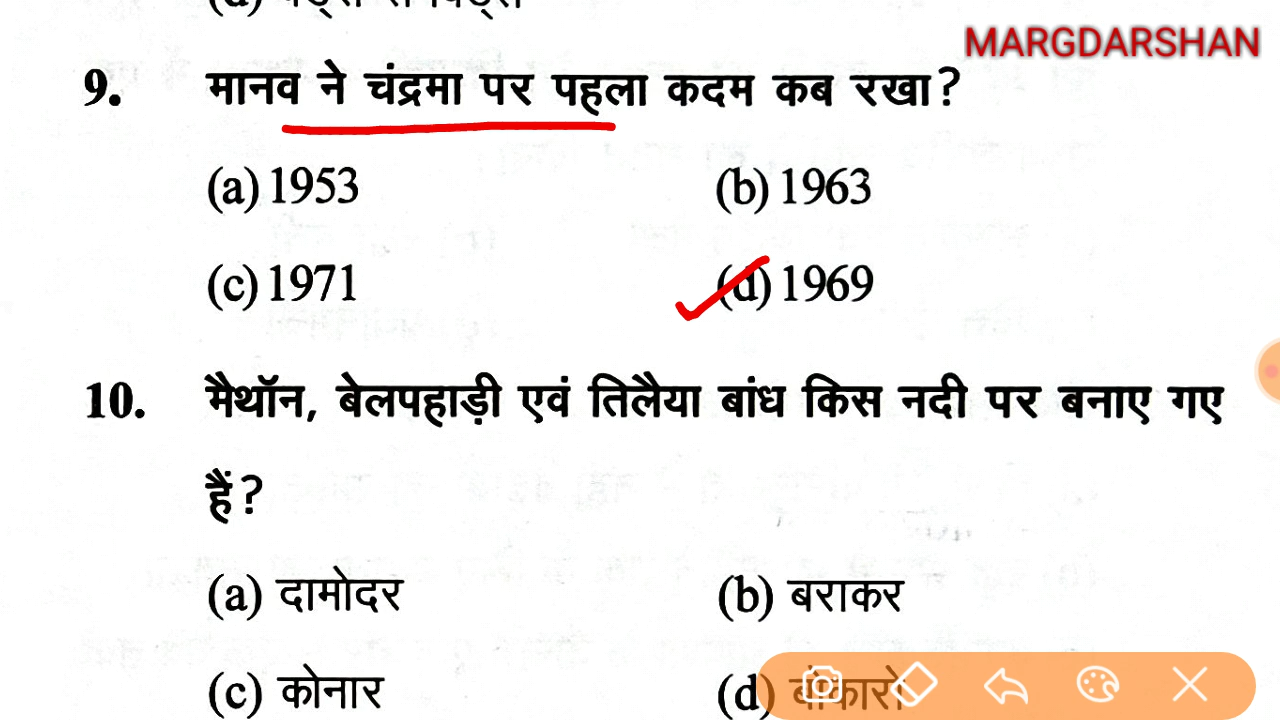 MARGDARSHAN
9. मानव ने चंद्रमा पर पहला कदम कब रखा?
(a) 1953 (b) 1963
(c) 1971 (d) 1969
10. मैथॉन, बेलपहाड़ी एवं तिलैया बांध किस नदी पर बनाए गए
हैं?
(a) दामोदर (b) बराकर
(c) कोनार (d) बोकारो